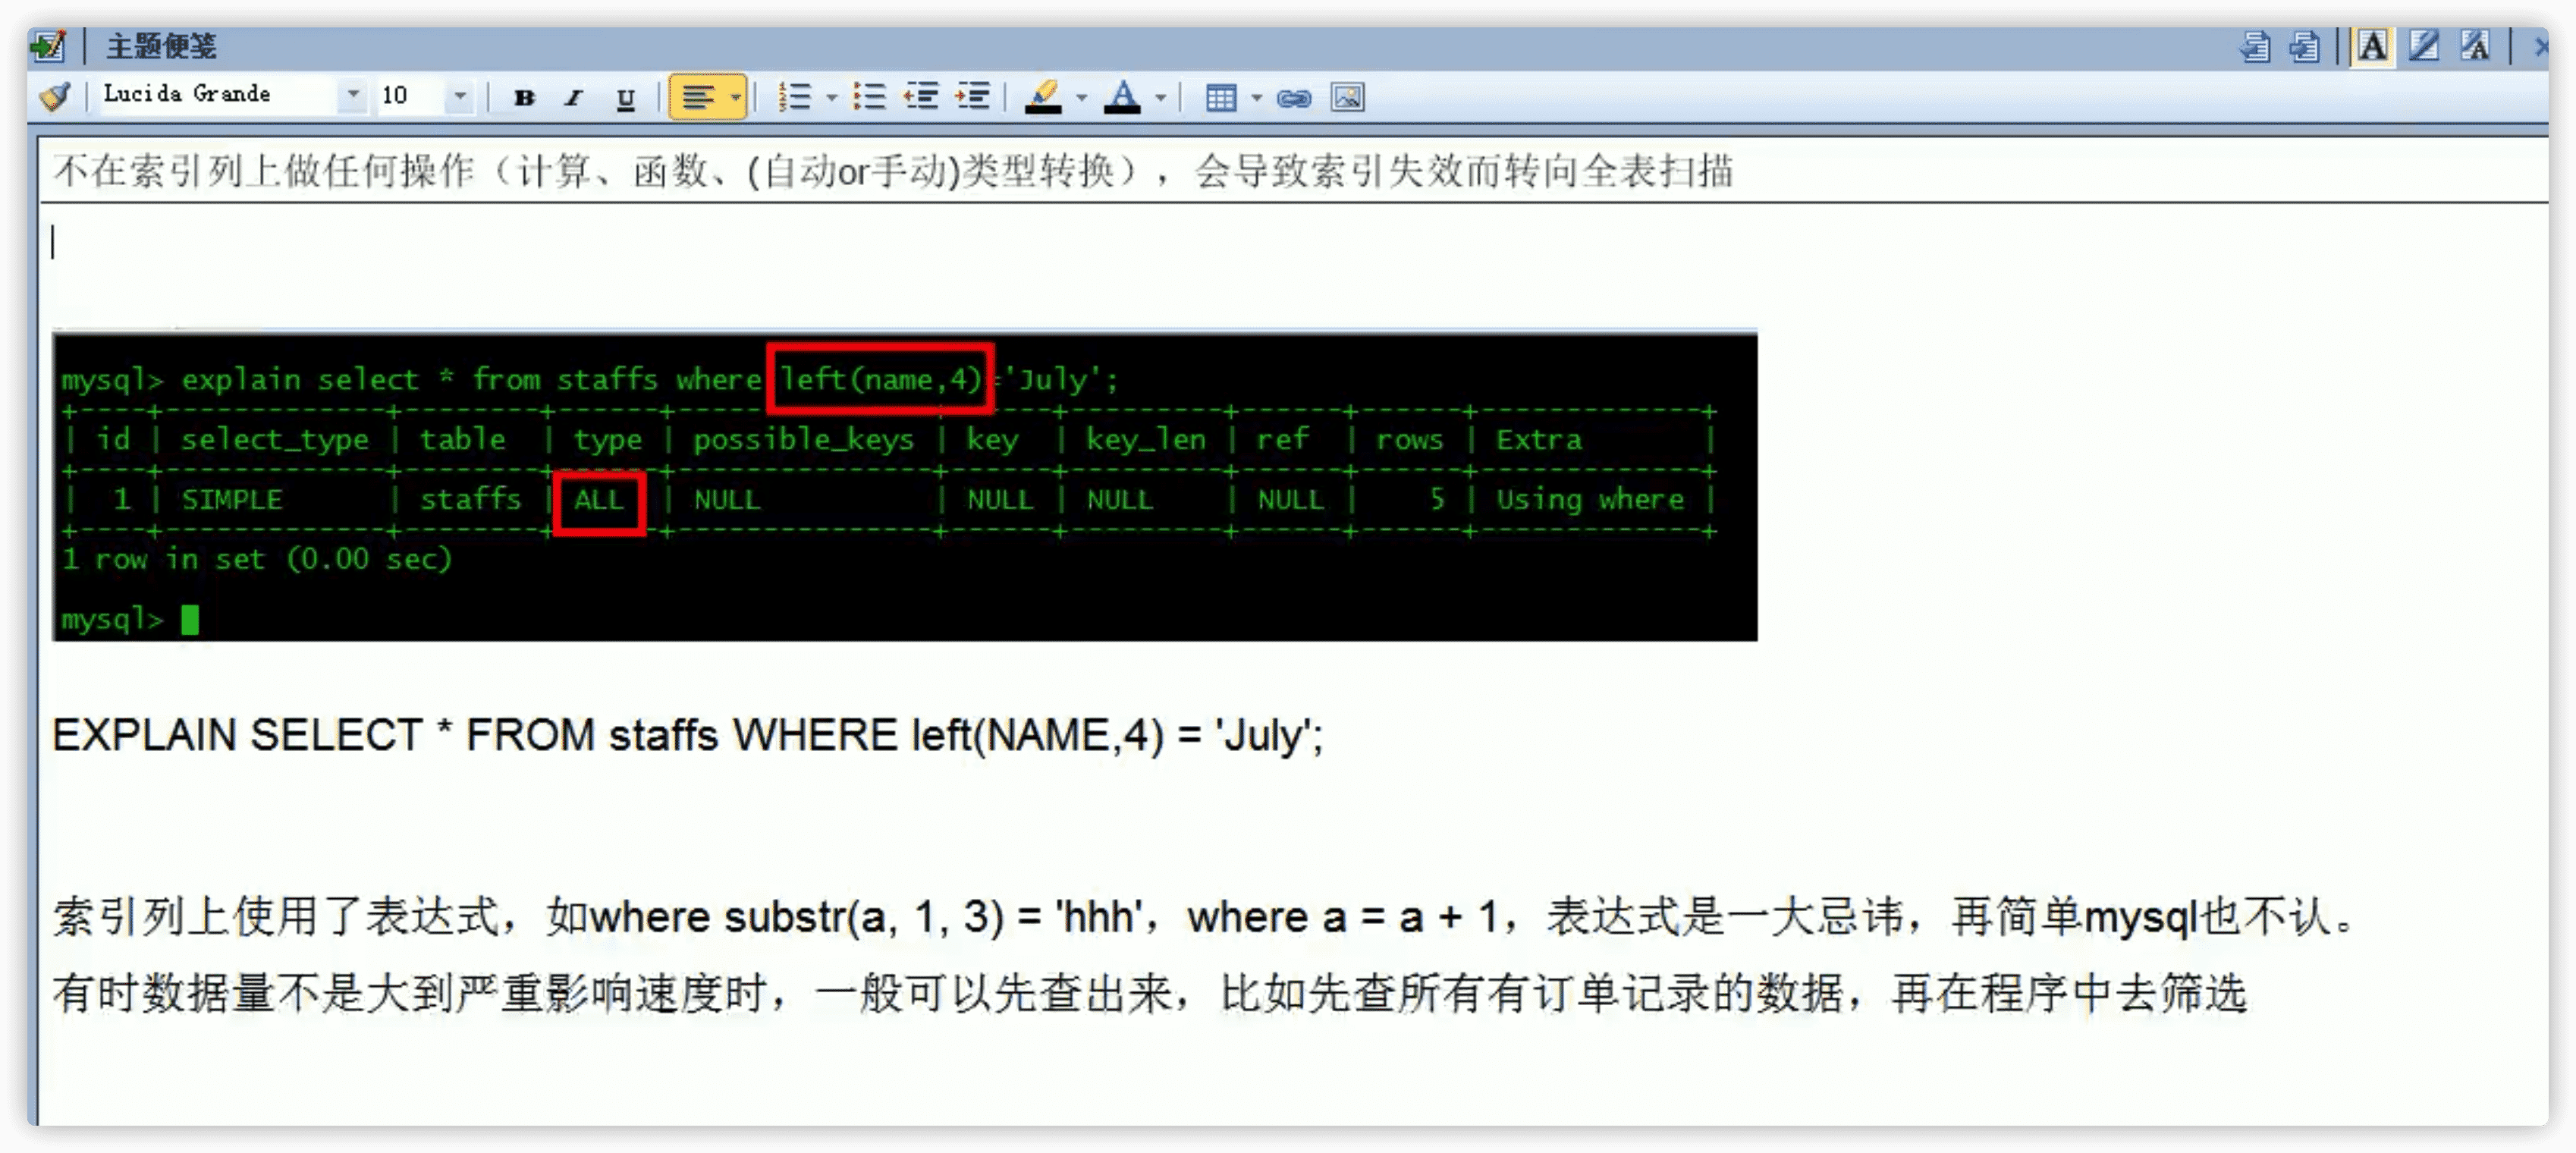 主题便笺
Lucida Grande 10 B I U
不在索引列上做任何操作（计算、函数、(自动or手动)类型转换），会导致索引失效而转向全表扫描
mysql> explain select * from staffs where left(name,4)='July';
+----+-------------+--------+------+---------------+------+---------+------+------+-------------+
| id | select_type | table  | type | possible_keys | key  | key_len | ref  | rows | Extra       |
+----+-------------+--------+------+---------------+------+---------+------+------+-------------+
|  1 | SIMPLE      | staffs | ALL  | NULL          | NULL | NULL    | NULL |    5 | Using where |
+----+-------------+--------+------+---------------+------+---------+------+------+-------------+
1 row in set (0.00 sec)
mysql>
EXPLAIN SELECT * FROM staffs WHERE left(NAME,4) = 'July';
索引列上使用了表达式，如where substr(a, 1, 3) = 'hhh'，where a = a + 1，表达式是一大忌讳，再简单mysql也不认。
有时数据量不是大到严重影响速度时，一般可以先查出来，比如先查所有有订单记录的数据，再在程序中去筛选